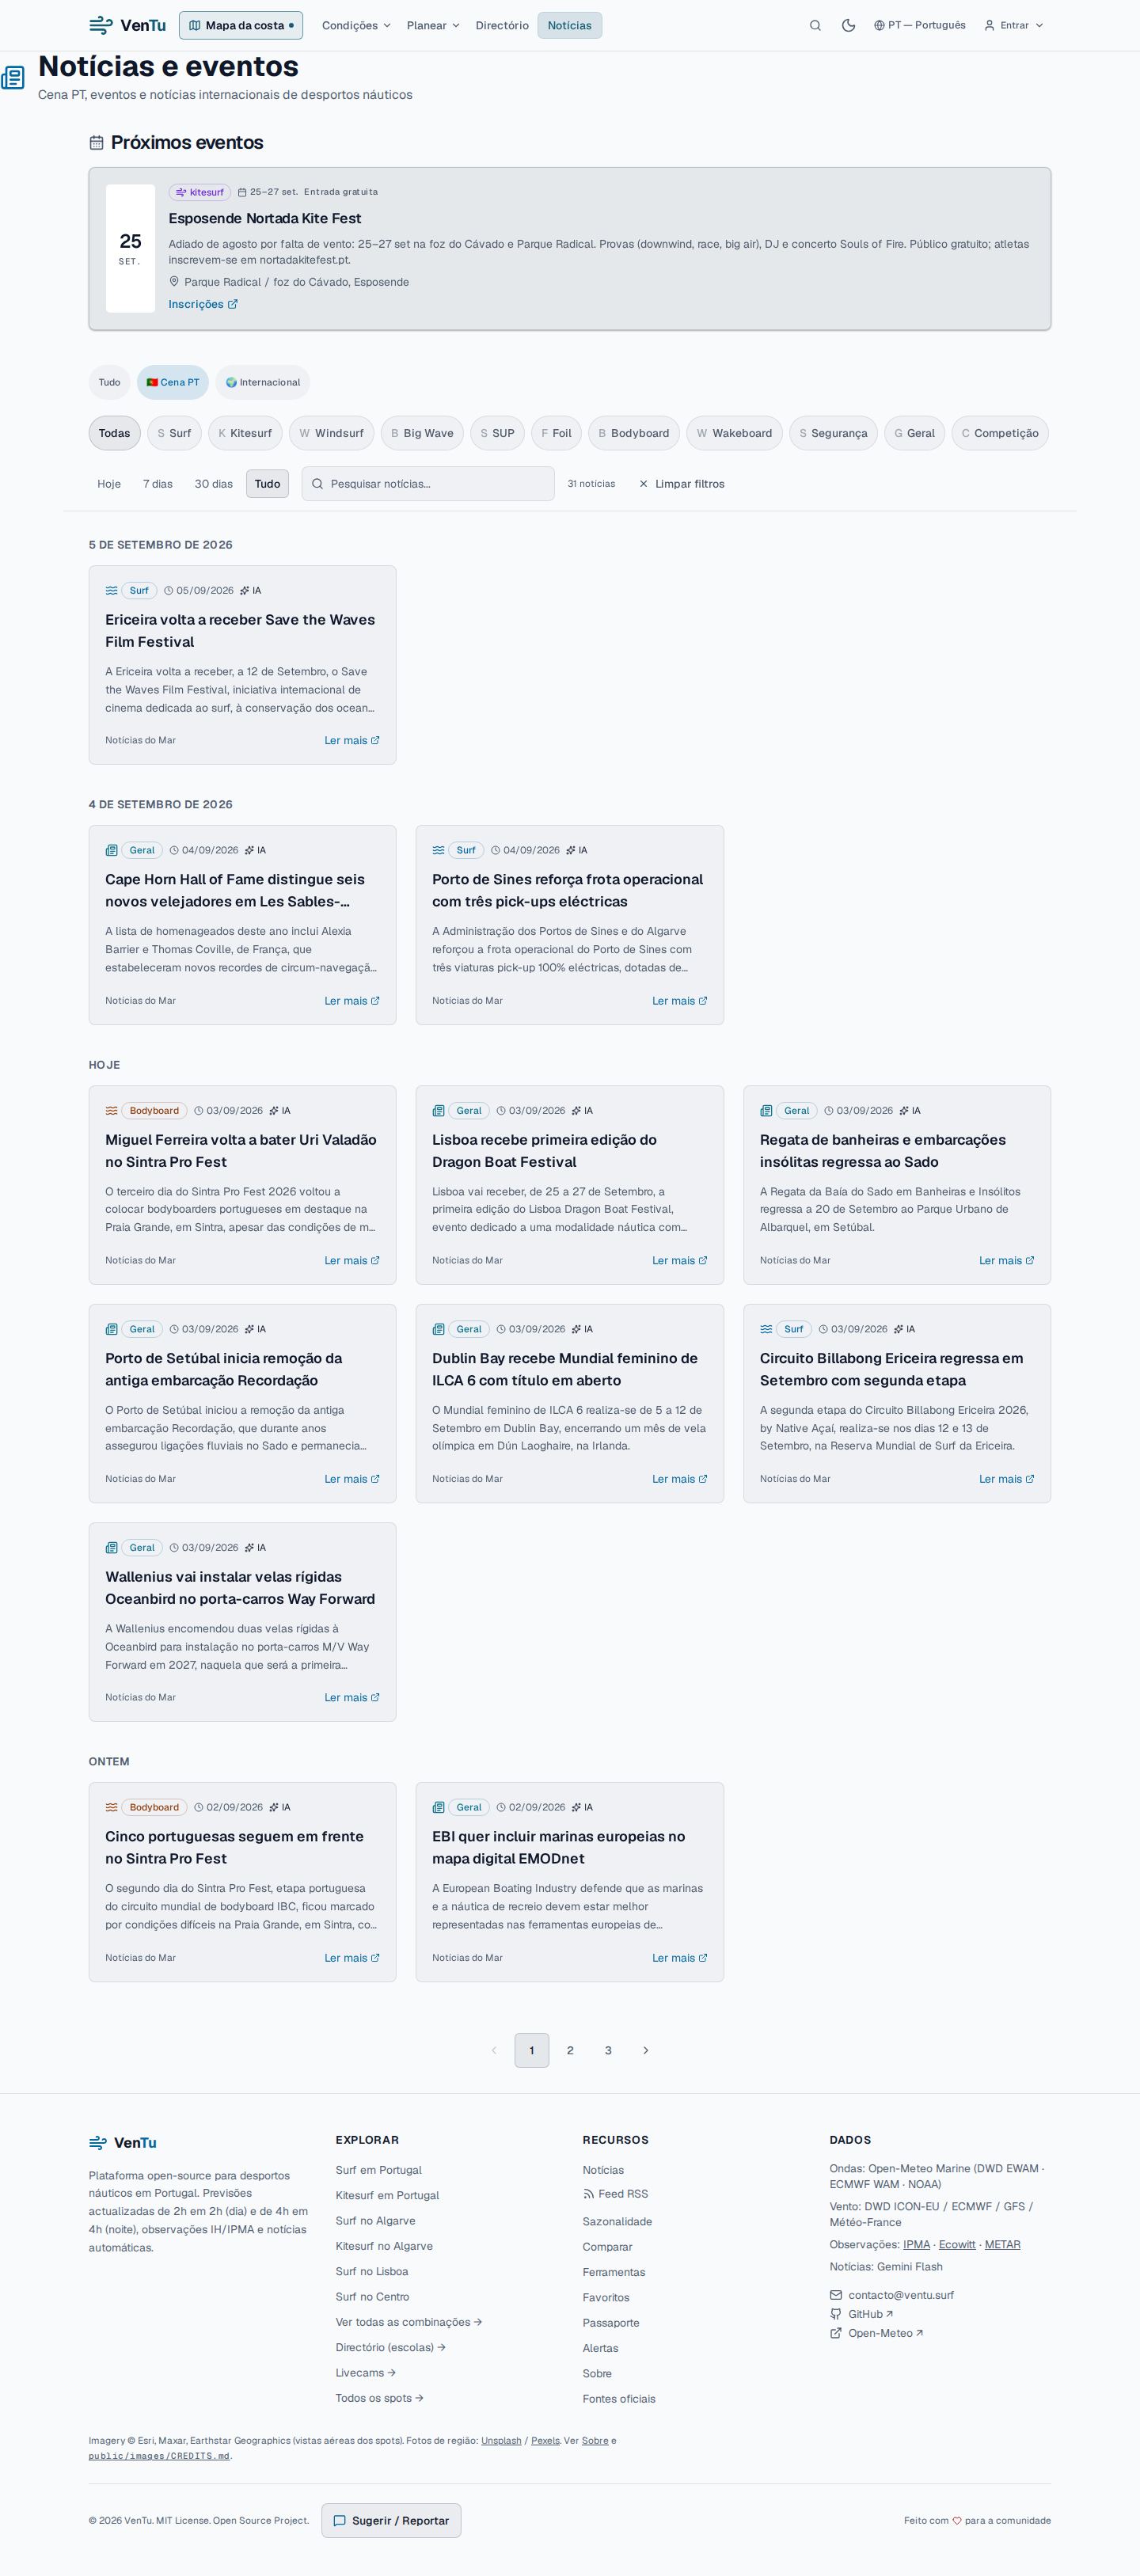 VenTu
Mapa da costa
Condições
Planear
Directório
Notícias
PT — Português
Entrar
Notícias e eventos
Cena PT, eventos e notícias internacionais de desportos náuticos
Próximos eventos
25
SET.
kitesurf
25–27 set.
Entrada gratuita
Esposende Nortada Kite Fest
Adiado de agosto por falta de vento: 25–27 set na foz do Cávado e Parque Radical. Provas (downwind, race, big air), DJ e concerto Souls of Fire. Público gratuito; atletas
inscrevem-se em nortadakitefest.pt.
Parque Radical / foz do Cávado, Esposende
Inscrições
Tudo
🇵🇹 Cena PT
🌍 Internacional
Todas
S Surf
K Kitesurf
W Windsurf
B Big Wave
S SUP
F Foil
B Bodyboard
W Wakeboard
S Segurança
G Geral
C Competição
Hoje
7 dias
30 dias
Tudo
Pesquisar notícias...
31 notícias
Limpar filtros
5 DE SETEMBRO DE 2026
Surf
05/09/2026
IA
Ericeira volta a receber Save the Waves
Film Festival
A Ericeira volta a receber, a 12 de Setembro, o Save
the Waves Film Festival, iniciativa internacional de
cinema dedicada ao surf, à conservação dos ocean…
Notícias do Mar
Ler mais
4 DE SETEMBRO DE 2026
Geral
04/09/2026
IA
Cape Horn Hall of Fame distingue seis
novos velejadores em Les Sables-…
A lista de homenageados deste ano inclui Alexia
Barrier e Thomas Coville, de França, que
estabeleceram novos recordes de circum-navegaçã…
Notícias do Mar
Ler mais
Surf
04/09/2026
IA
Porto de Sines reforça frota operacional
com três pick-ups eléctricas
A Administração dos Portos de Sines e do Algarve
reforçou a frota operacional do Porto de Sines com
três viaturas pick-up 100% eléctricas, dotadas de…
Notícias do Mar
Ler mais
HOJE
Bodyboard
03/09/2026
IA
Miguel Ferreira volta a bater Uri Valadão
no Sintra Pro Fest
O terceiro dia do Sintra Pro Fest 2026 voltou a
colocar bodyboarders portugueses em destaque na
Praia Grande, em Sintra, apesar das condições de m…
Notícias do Mar
Ler mais
Geral
03/09/2026
IA
Lisboa recebe primeira edição do
Dragon Boat Festival
Lisboa vai receber, de 25 a 27 de Setembro, a
primeira edição do Lisboa Dragon Boat Festival,
evento dedicado a uma modalidade náutica com…
Notícias do Mar
Ler mais
Geral
03/09/2026
IA
Regata de banheiras e embarcações
insólitas regressa ao Sado
A Regata da Baía do Sado em Banheiras e Insólitos
regressa a 20 de Setembro ao Parque Urbano de
Albarquel, em Setúbal.
Notícias do Mar
Ler mais
Geral
03/09/2026
IA
Porto de Setúbal inicia remoção da
antiga embarcação Recordação
O Porto de Setúbal iniciou a remoção da antiga
embarcação Recordação, que durante anos
assegurou ligações fluviais no Sado e permanecia…
Notícias do Mar
Ler mais
Geral
03/09/2026
IA
Dublin Bay recebe Mundial feminino de
ILCA 6 com título em aberto
O Mundial feminino de ILCA 6 realiza-se de 5 a 12 de
Setembro em Dublin Bay, encerrando um mês de vela
olímpica em Dún Laoghaire, na Irlanda.
Notícias do Mar
Ler mais
Surf
03/09/2026
IA
Circuito Billabong Ericeira regressa em
Setembro com segunda etapa
A segunda etapa do Circuito Billabong Ericeira 2026,
by Native Açaí, realiza-se nos dias 12 e 13 de
Setembro, na Reserva Mundial de Surf da Ericeira.
Notícias do Mar
Ler mais
Geral
03/09/2026
IA
Wallenius vai instalar velas rígidas
Oceanbird no porta-carros Way Forward
A Wallenius encomendou duas velas rígidas à
Oceanbird para instalação no porta-carros M/V Way
Forward em 2027, naquela que será a primeira…
Notícias do Mar
Ler mais
ONTEM
Bodyboard
02/09/2026
IA
Cinco portuguesas seguem em frente
no Sintra Pro Fest
O segundo dia do Sintra Pro Fest, etapa portuguesa
do circuito mundial de bodyboard IBC, ficou marcado
por condições difíceis na Praia Grande, em Sintra, co…
Notícias do Mar
Ler mais
Geral
02/09/2026
IA
EBI quer incluir marinas europeias no
mapa digital EMODnet
A European Boating Industry defende que as marinas
e a náutica de recreio devem estar melhor
representadas nas ferramentas europeias de…
Notícias do Mar
Ler mais
1
2
3
VenTu
Plataforma open-source para desportos
náuticos em Portugal. Previsões
actualizadas de 2h em 2h (dia) e de 4h em
4h (noite), observações IH/IPMA e notícias
automáticas.
EXPLORAR
Surf em Portugal
Kitesurf em Portugal
Surf no Algarve
Kitesurf no Algarve
Surf no Lisboa
Surf no Centro
Ver todas as combinações →
Directório (escolas) →
Livecams →
Todos os spots →
RECURSOS
Notícias
Feed RSS
Sazonalidade
Comparar
Ferramentas
Favoritos
Passaporte
Alertas
Sobre
Fontes oficiais
DADOS
Ondas: Open-Meteo Marine (DWD EWAM ·
ECMWF WAM · NOAA)
Vento: DWD ICON-EU / ECMWF / GFS /
Météo-France
Observações: IPMA · Ecowitt · METAR
Notícias: Gemini Flash
contacto@ventu.surf
GitHub ↗
Open-Meteo ↗
Imagery © Esri, Maxar, Earthstar Geographics (vistas aéreas dos spots). Fotos de região: Unsplash / Pexels. Ver Sobre e
public/images/CREDITS.md.
© 2026 VenTu. MIT License. Open Source Project.
Sugerir / Reportar
Feito com ♡ para a comunidade